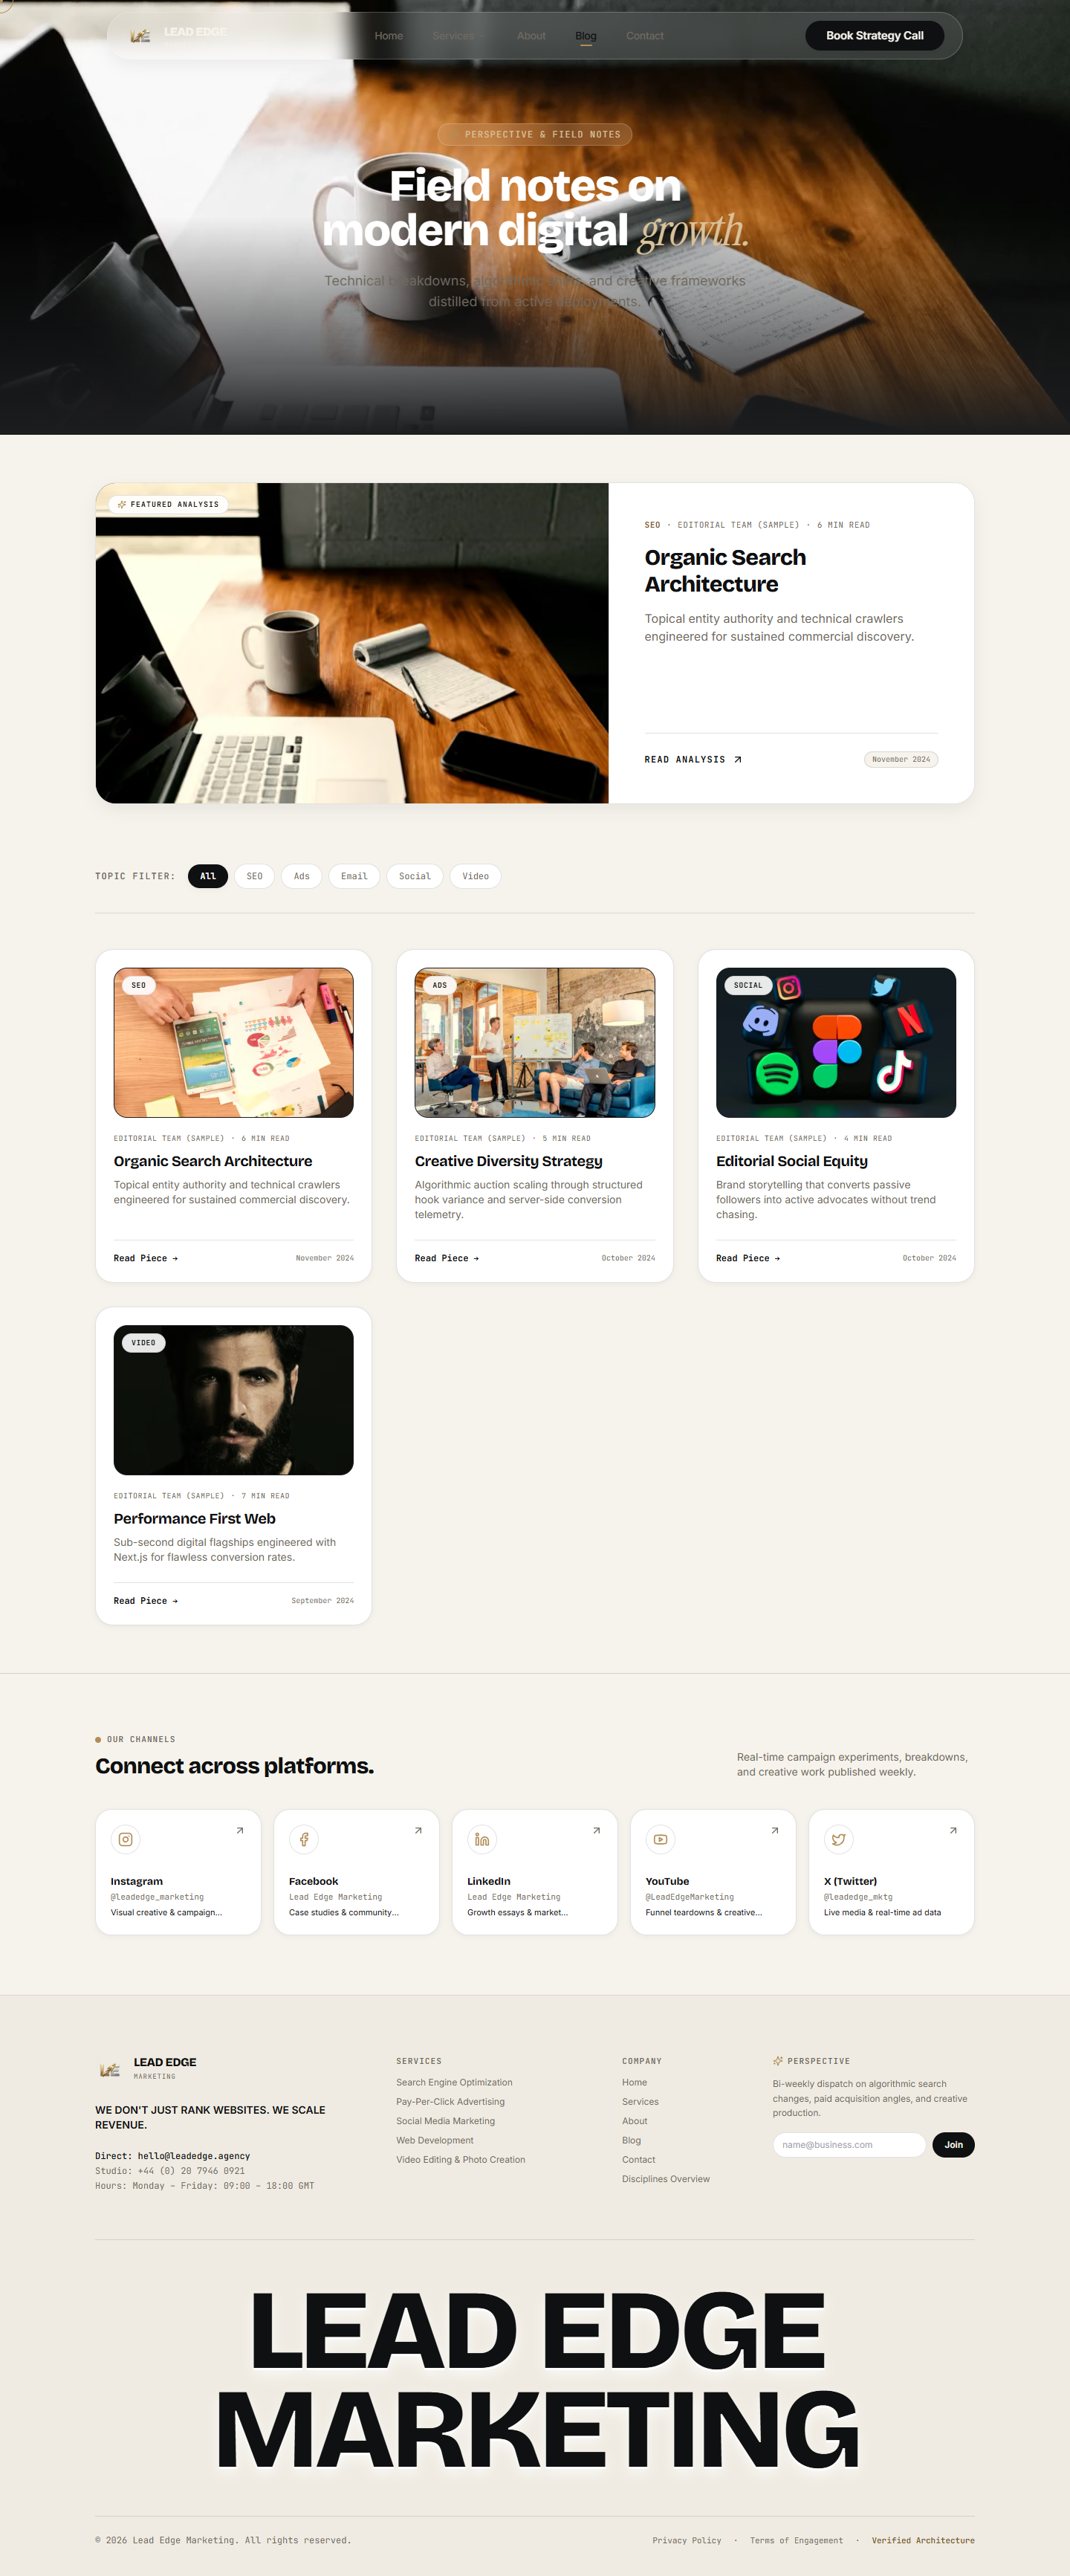 LEAD EDGE
Home Services About Blog Contact
Book Strategy Call
PERSPECTIVE & FIELD NOTES
Field notes on
modern digital growth.
Technical breakdowns, algorithmic and creative frameworks
distilled from active deployments.
FEATURED ANALYSIS
SEO · EDITORIAL TEAM (SAMPLE) · 6 MIN READ
Organic Search
Architecture
Topical entity authority and technical crawlers
engineered for sustained commercial discovery.
READ ANALYSIS
November 2024
TOPIC FILTER: All SEO Ads Email Social Video
SEO
EDITORIAL TEAM (SAMPLE) · 6 MIN READ
Organic Search Architecture
Topical entity authority and technical crawlers
engineered for sustained commercial discovery.
Read Piece → November 2024
ADS
EDITORIAL TEAM (SAMPLE) · 5 MIN READ
Creative Diversity Strategy
Algorithmic auction scaling through structured
hook variance and server-side conversion
telemetry.
Read Piece → October 2024
SOCIAL
EDITORIAL TEAM (SAMPLE) · 4 MIN READ
Editorial Social Equity
Brand storytelling that converts passive
followers into active advocates without trend
chasing.
Read Piece → October 2024
VIDEO
EDITORIAL TEAM (SAMPLE) · 7 MIN READ
Performance First Web
Sub-second digital flagships engineered with
Next.js for flawless conversion rates.
Read Piece → September 2024
OUR CHANNELS
Connect across platforms.
Real-time campaign experiments, breakdowns,
and creative work published weekly.
Instagram
@leadedge_marketing
Visual creative & campaign...
Facebook
Lead Edge Marketing
Case studies & community...
LinkedIn
Lead Edge Marketing
Growth essays & market...
YouTube
@LeadEdgeMarketing
Funnel teardowns & creative...
X (Twitter)
@leadedge_mktg
Live media & real-time ad data
LEAD EDGE
MARKETING
WE DON'T JUST RANK WEBSITES. WE SCALE
REVENUE.
Direct: hello@leadedge.agency
Studio: +44 (0) 20 7946 0921
Hours: Monday – Friday: 09:00 – 18:00 GMT
SERVICES
Search Engine Optimization
Pay-Per-Click Advertising
Social Media Marketing
Web Development
Video Editing & Photo Creation
COMPANY
Home
Services
About
Blog
Contact
Disciplines Overview
PERSPECTIVE
Bi-weekly dispatch on algorithmic search
changes, paid acquisition angles, and creative
production.
name@business.com Join
LEAD EDGE
MARKETING
© 2026 Lead Edge Marketing. All rights reserved.
Privacy Policy · Terms of Engagement · Verified Architecture